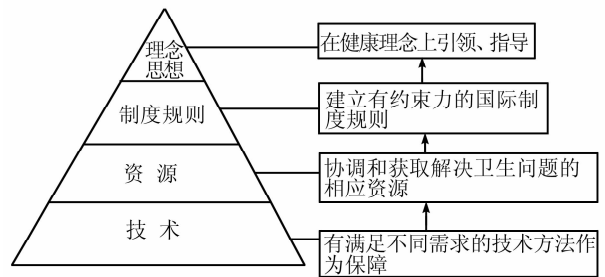 理念
思想
在健康理念上引领、指导
制度规则
建立有约束力的国际制
度规则
资源
协调和获取解决卫生问题的
相应资源
技术
有满足不同需求的技术方法作
为保障